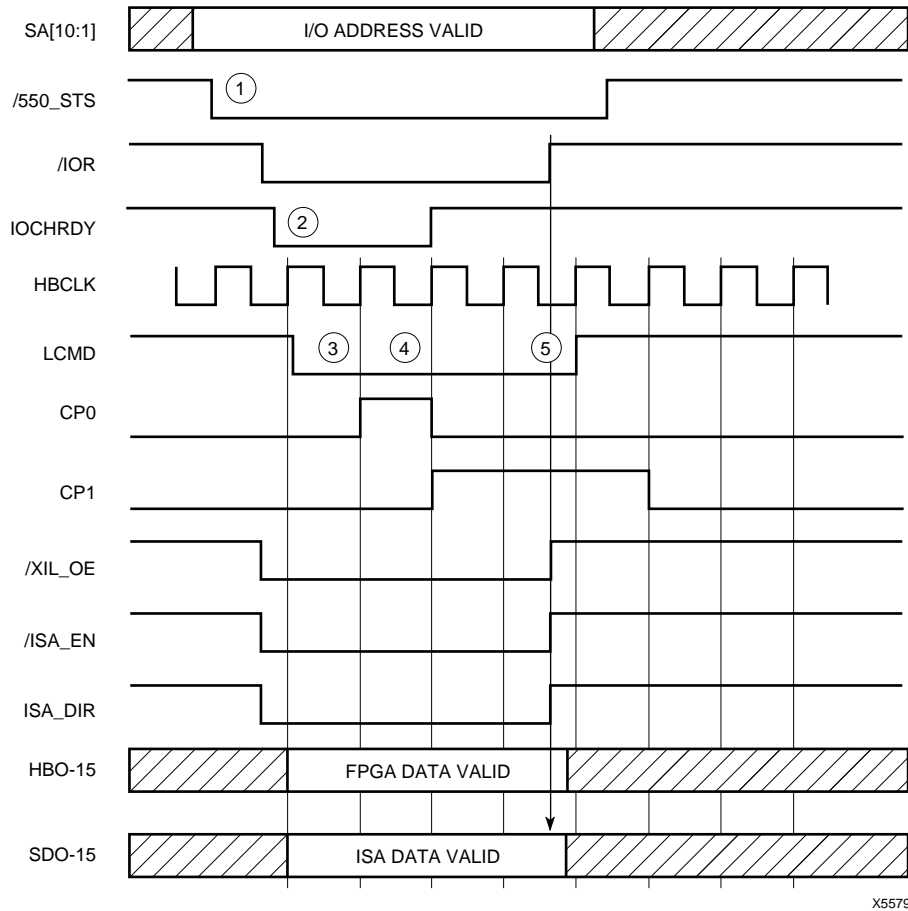 SA[10:1] I/O ADDRESS VALID
/550_STS 1
/IOR
IOCHRDY 2
HBCLK
LCMD 3 4 5
CP0
CP1
/XIL_OE
/ISA_EN
ISA_DIR
HBO-15 FPGA DATA VALID
SDO-15 ISA DATA VALID
X5579